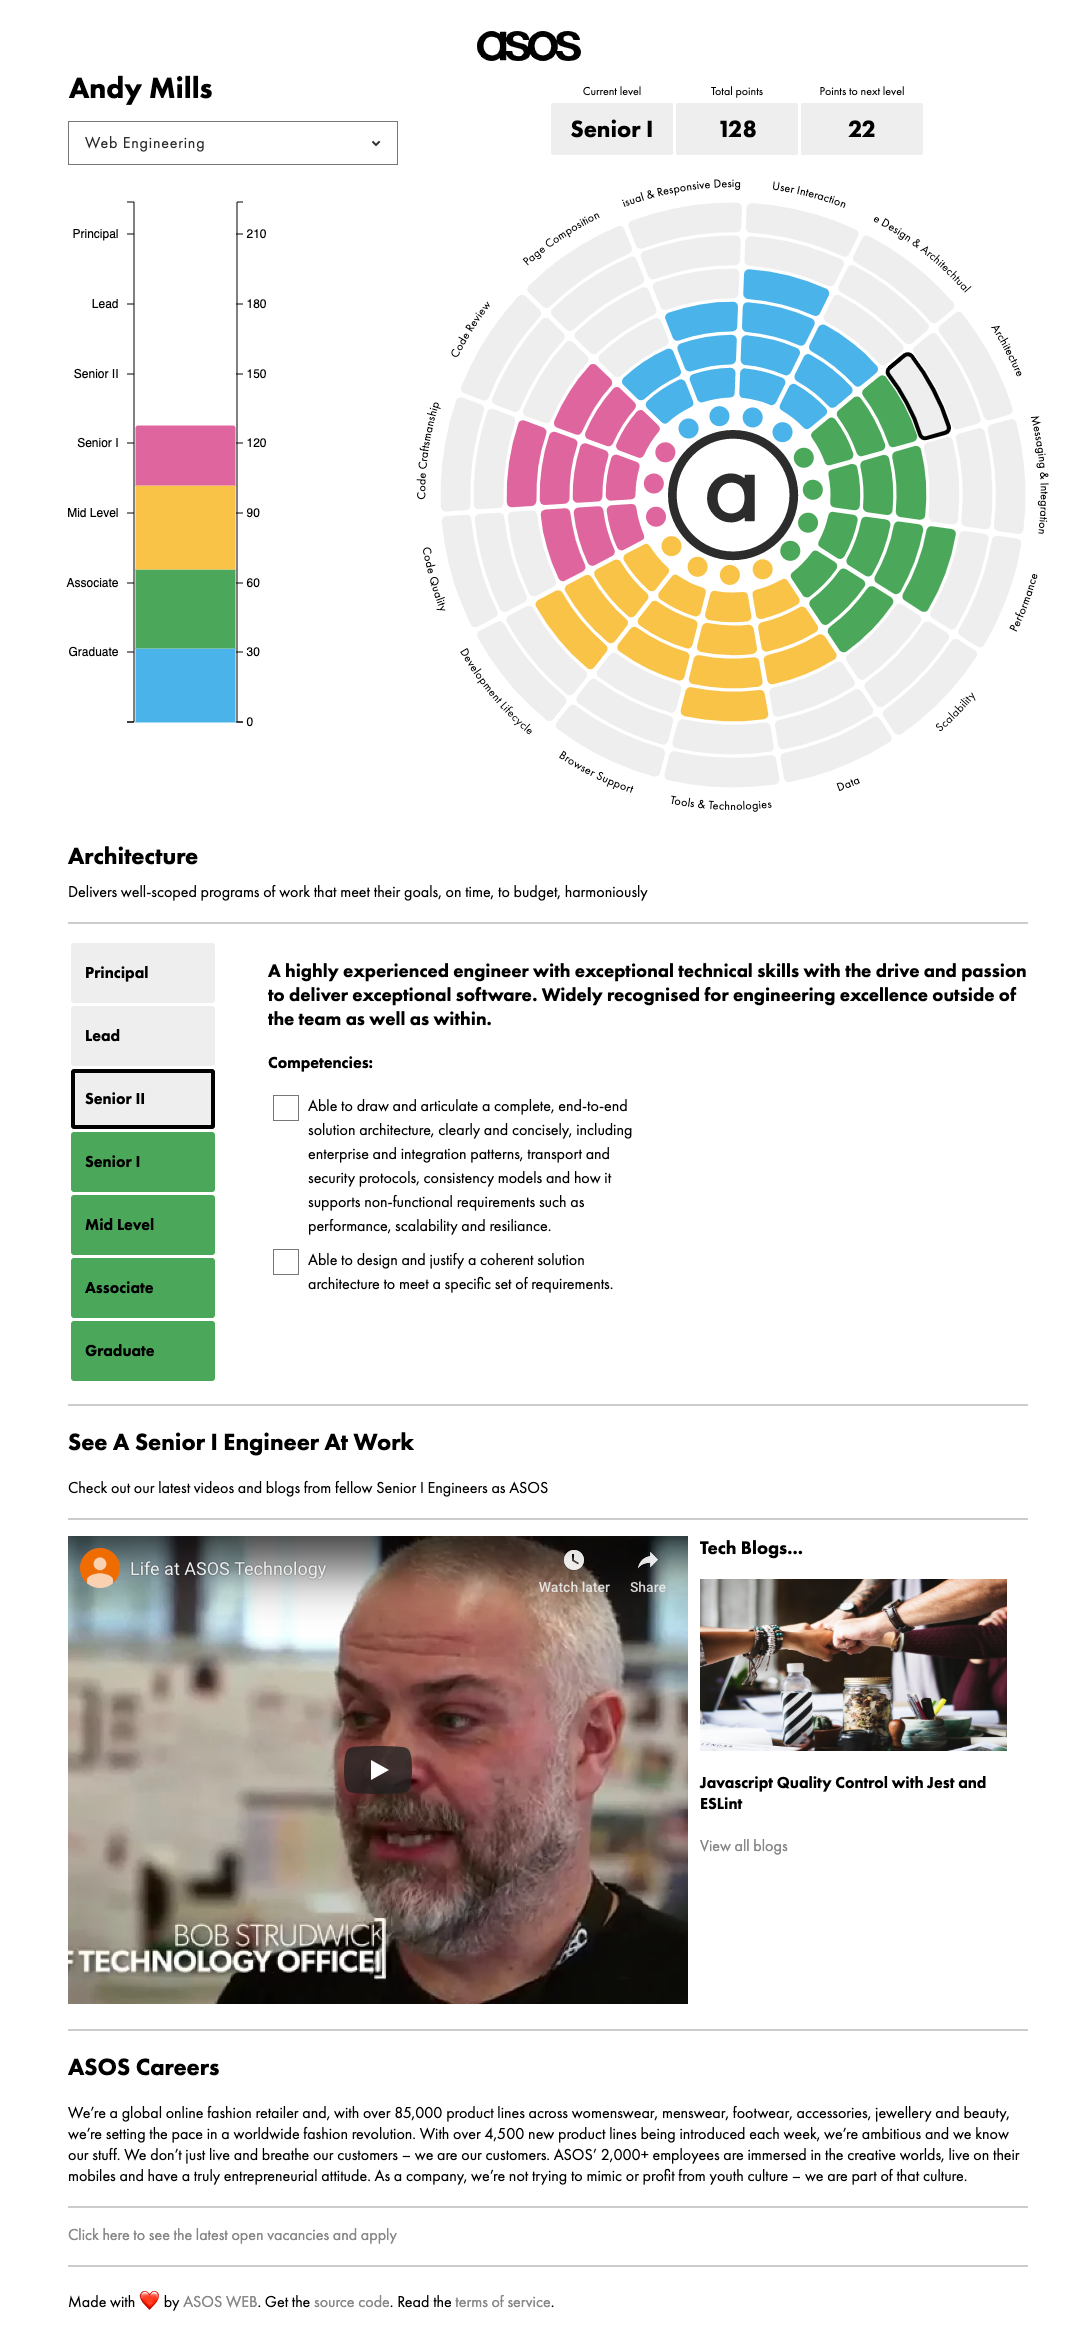 asos
Andy Mills
Web Engineering
Current level
Total points
Points to next level
Senior I
128
22
Principal
Lead
Senior II
Senior I
Mid Level
Associate
Graduate
210
180
150
120
90
60
30
0
isual & Responsive Desig
User Interaction
e Design & Architechtual
Architecture
Messaging & Integration
Performance
Scalability
Data
Tools & Technologies
Browser Support
Development Lifecycle
Code Quality
Code Craftsmanship
Code Review
Page Composition
a
Architecture
Delivers well-scoped programs of work that meet their goals, on time, to budget, harmoniously
Principal
Lead
Senior II
Senior I
Mid Level
Associate
Graduate
A highly experienced engineer with exceptional technical skills with the drive and passion
to deliver exceptional software. Widely recognised for engineering excellence outside of
the team as well as within.
Competencies:
Able to draw and articulate a complete, end-to-end
solution architecture, clearly and concisely, including
enterprise and integration patterns, transport and
security protocols, consistency models and how it
supports non-functional requirements such as
performance, scalability and resiliance.
Able to design and justify a coherent solution
architecture to meet a specific set of requirements.
See A Senior I Engineer At Work
Check out our latest videos and blogs from fellow Senior I Engineers as ASOS
Life at ASOS Technology
Watch later
Share
BOB STRUDWICK
F TECHNOLOGY OFFICE
Tech Blogs...
Javascript Quality Control with Jest and
ESLint
View all blogs
ASOS Careers
We’re a global online fashion retailer and, with over 85,000 product lines across womenswear, menswear, footwear, accessories, jewellery and beauty,
we’re setting the pace in a worldwide fashion revolution. With over 4,500 new product lines being introduced each week, we’re ambitious and we know
our stuff. We don’t just live and breathe our customers – we are our customers. ASOS’ 2,000+ employees are immersed in the creative worlds, live on their
mobiles and have a truly entrepreneurial attitude. As a company, we’re not trying to mimic or profit from youth culture – we are part of that culture.
Click here to see the latest open vacancies and apply
Made with ❤️ by ASOS WEB. Get the source code. Read the terms of service.